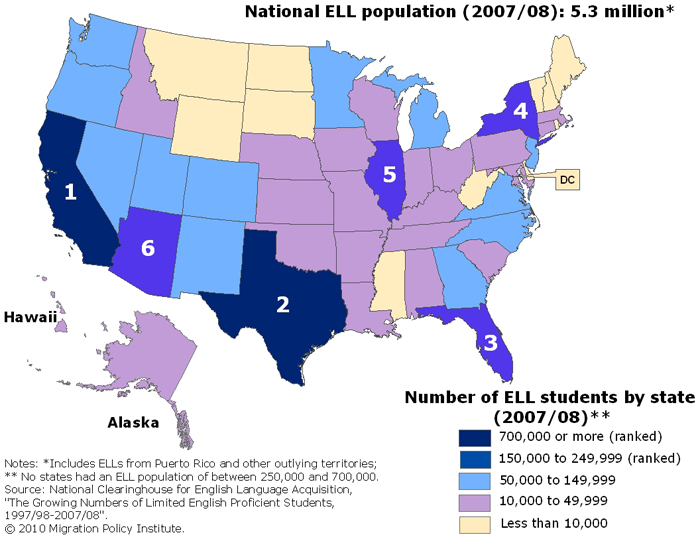 National ELL population (2007/08): 5.3 million*
4
DC
5
1
6
2
Hawaii
3
Alaska
Number of ELL students by state
(2007/08)**
700,000 or more (ranked)
150,000 to 249,999 (ranked)
50,000 to 149,999
10,000 to 49,999
Less than 10,000
Notes: *Includes ELLs from Puerto Rico and other outlying territories;
** No states had an ELL population of between 250,000 and 700,000.
Source: National Clearinghouse for English Language Acquisition,
"The Growing Numbers of Limited English Proficient Students,
1997/98-2007/08".
© 2010 Migration Policy Institute.